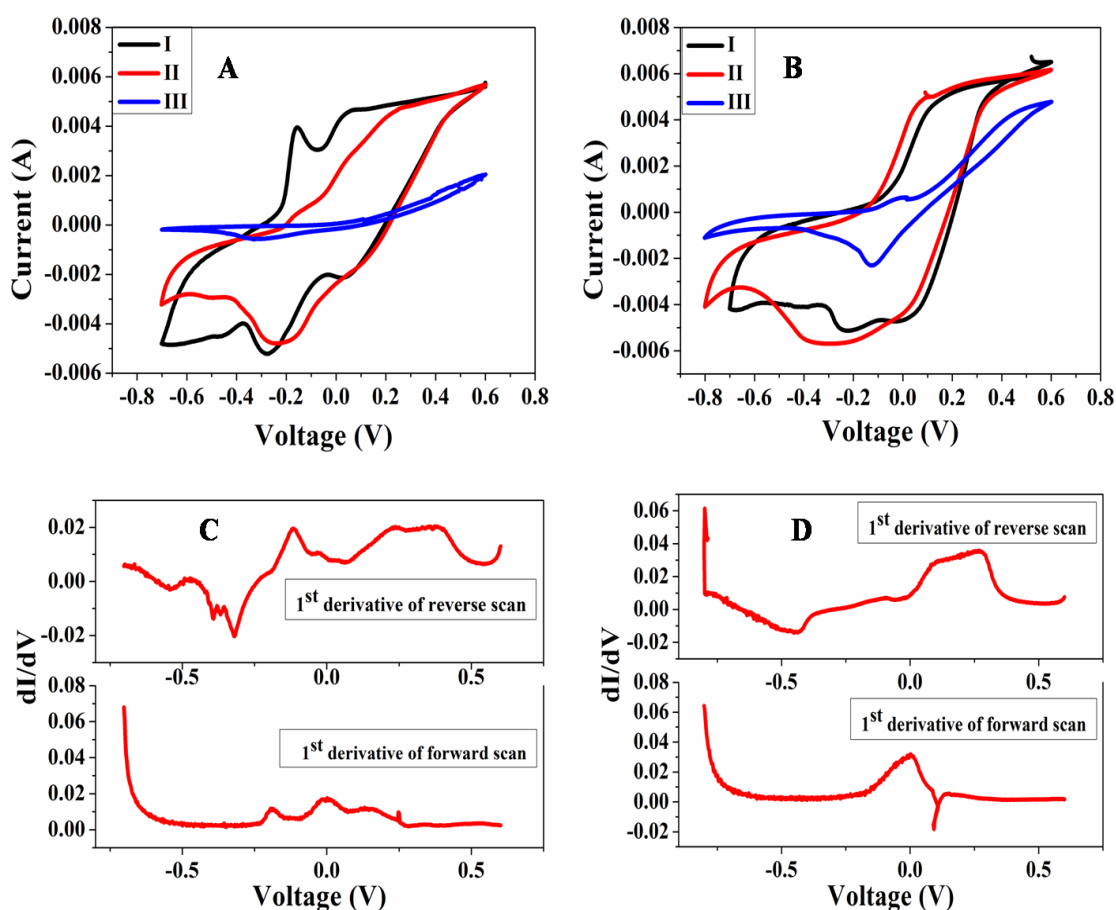 0.008
0.006
0.004
0.002
0.000
-0.002
-0.004
-0.006
Current (A)
I
II
III
A
-0.8 -0.6 -0.4 -0.2 0.0 0.2 0.4 0.6 0.8
Voltage (V)
0.008
0.006
0.004
0.002
0.000
-0.002
-0.004
-0.006
Current (A)
I
II
III
B
-0.8 -0.6 -0.4 -0.2 0.0 0.2 0.4 0.6 0.8
Voltage (V)
dI/dV
0.02
0.00
-0.02
C
1st derivative of reverse scan
-0.5 0.0 0.5
0.08
0.06
0.04
0.02
0.00
1st derivative of forward scan
-0.5 0.0 0.5
Voltage (V)
dI/dV
0.06
0.04
0.02
0.00
-0.02
D
1st derivative of reverse scan
-0.5 0.0 0.5
0.08
0.06
0.04
0.02
0.00
-0.02
1st derivative of forward scan
-0.5 0.0 0.5
Voltage (V)